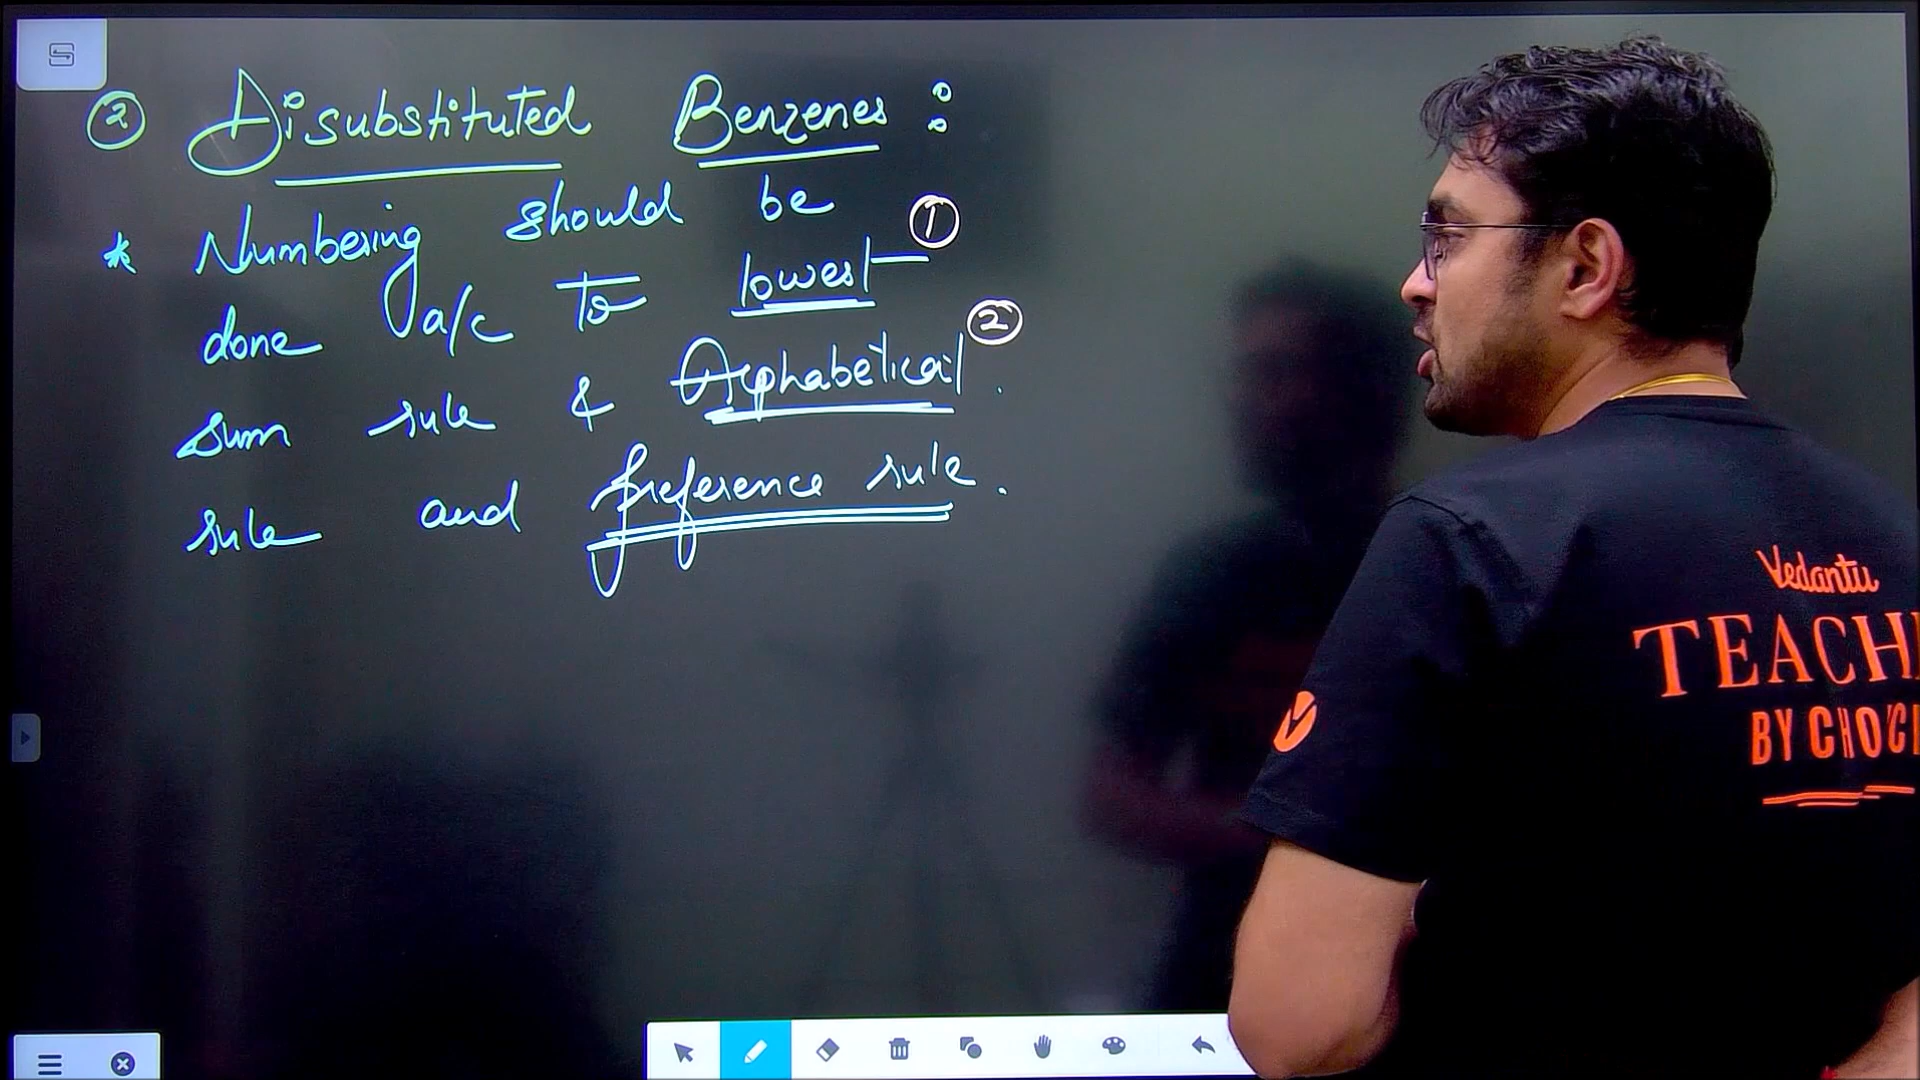 ② Disubstituted Benzenes :
* Numbering should be
done a/c to lowest ①
sum rule & Alphabetical ②
rule and preference rule.
Vedantu
TEACH
BY CHOIC